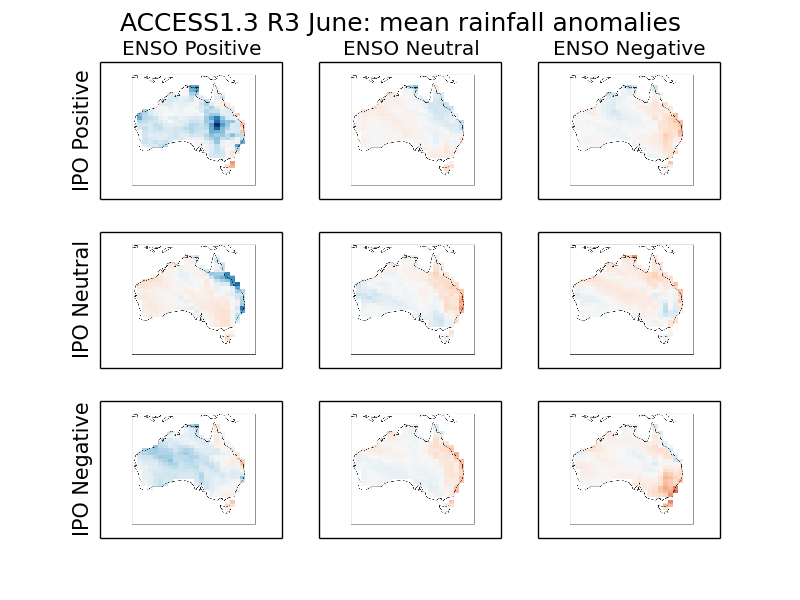 ACCESS1.3 R3 June: mean rainfall anomalies
ENSO Positive
ENSO Neutral
ENSO Negative
IPO Positive
IPO Neutral
IPO Negative